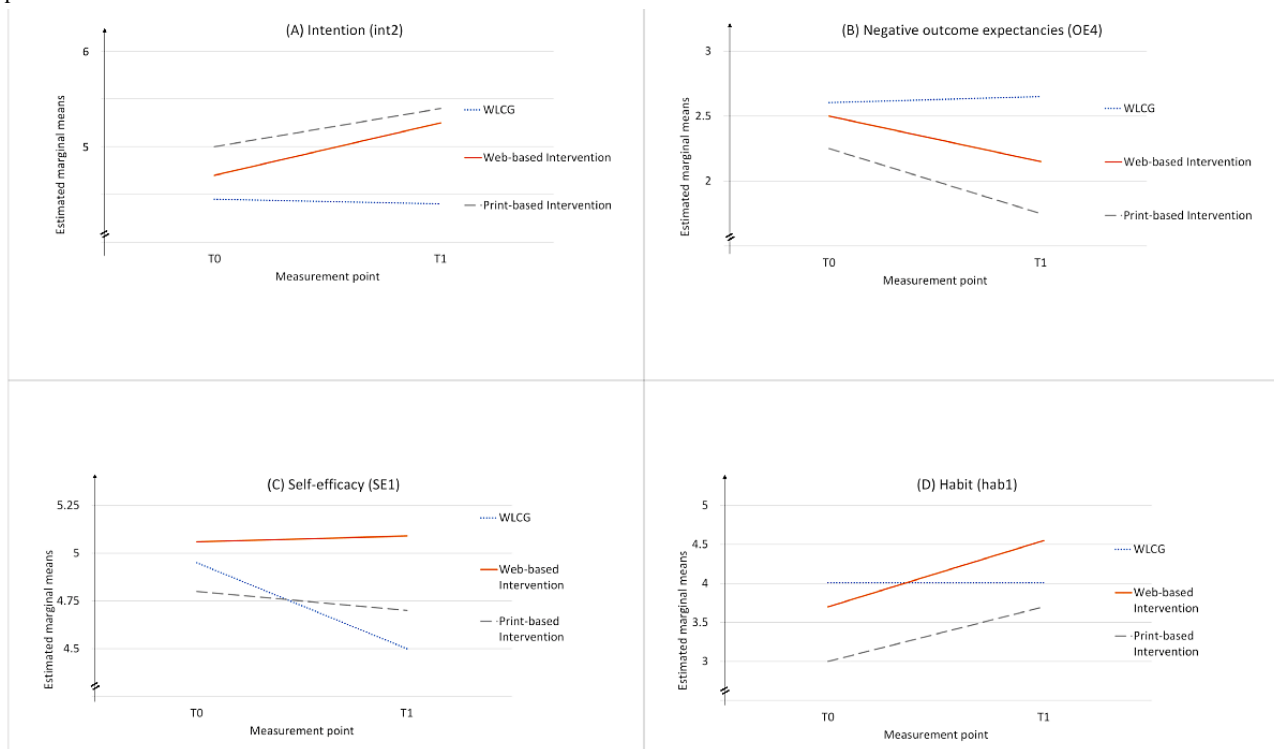 (A) Intention (int2)
Estimated marginal means
6
5
WLCG
Web-based Intervention
Print-based Intervention
T0
T1
Measurement point
(B) Negative outcome expectancies (OE4)
Estimated marginal means
3
2.5
2
WLCG
Web-based Intervention
Print-based Intervention
T0
T1
Measurement point
(C) Self-efficacy (SE1)
Estimated marginal means
5.25
5
4.75
4.5
WLCG
Web-based
Intervention
Print-based
Intervention
T0
T1
Measurement point
(D) Habit (hab1)
Estimated marginal means
5
4.5
4
3.5
3
WLCG
Web-based
Intervention
Print-based
Intervention
T0
T1
Measurement point